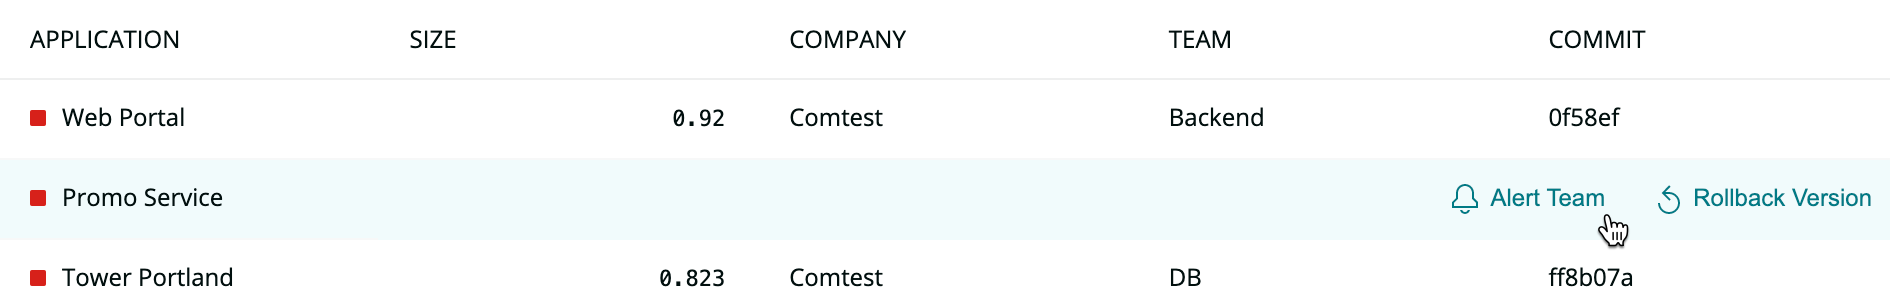 APPLICATION SIZE COMPANY TEAM COMMIT
Web Portal 0.92 Comtest Backend 0f58ef
Promo Service Alert Team Rollback Version
Tower Portland 0.823 Comtest DB ff8b07a